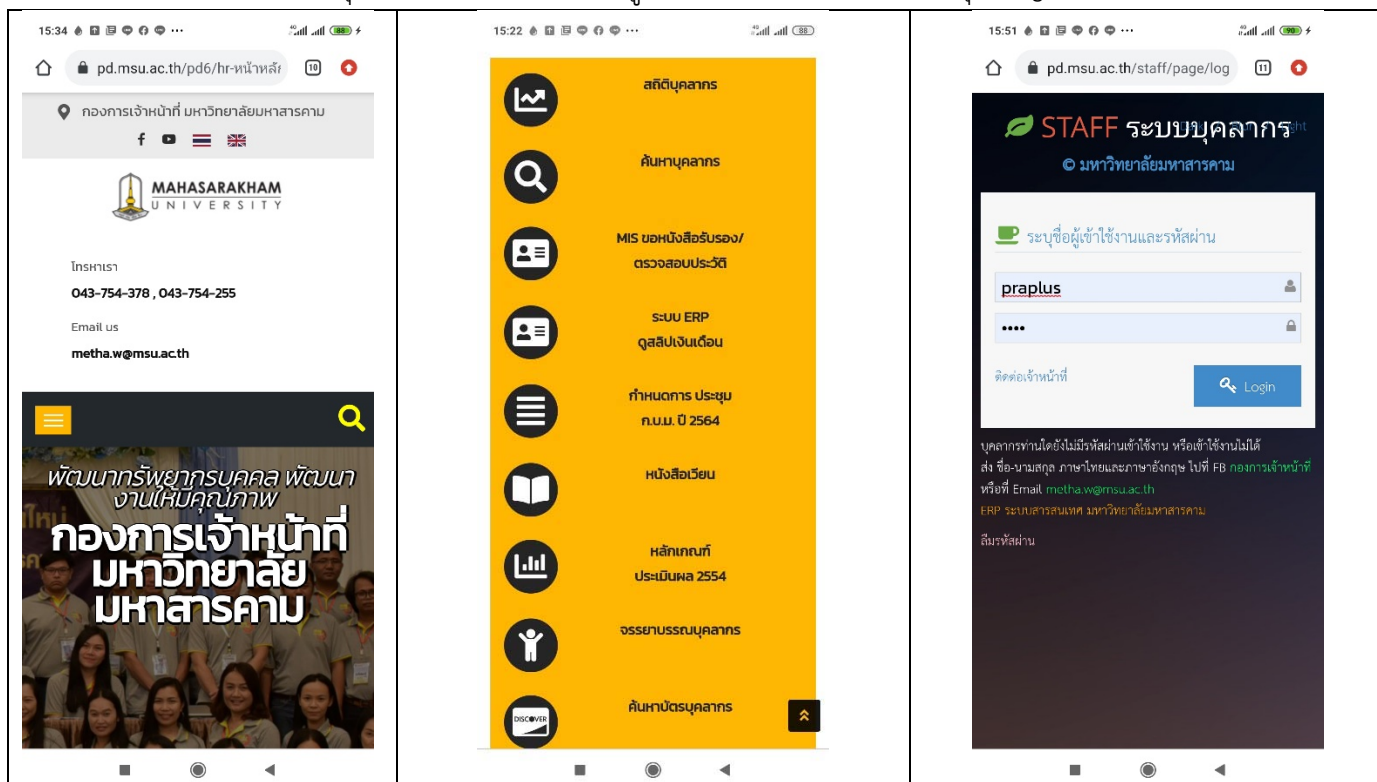 15:34
pd.msu.ac.th/pd6/hr-หน้าหลัก
10
กองการเจ้าหน้าที่ มหาวิทยาลัยมหาสารคาม
MAHASARAKHAM
UNIVERSITY
โทรหาเรา
043-754-378 , 043-754-255
Email us
metha.w@msu.ac.th
พัฒนาทรัพยากรบุคคล พัฒนา
งานให้มีคุณภาพ
กองการเจ้าหน้าที่
มหาวิทยาลัย
มหาสารคาม
15:22
88
สถิติบุคลากร
ค้นหาบุคลากร
MIS ขอหนังสือรับรอง/
ตรวจสอบประวัติ
ระบบ ERP
ดูสลิปเงินเดือน
กำหนดการ ประชุม
ก.บ.ม. ปี 2564
หนังสือเวียน
หลักเกณฑ์
ประเมินผล 2554
จรรยาบรรณบุคลากร
DISCOVER
ค้นหาบัตรบุคลากร
15:51
90
pd.msu.ac.th/staff/page/log
11
STAFF ระบบบุคลากร
© มหาวิทยาลัยมหาสารคาม
ระบุชื่อผู้เข้าใช้งานและรหัสผ่าน
praplus
••••
ติดต่อเจ้าหน้าที่
Login
บุคลากรท่านใดยังไม่มีรหัสผ่านเข้าใช้งาน หรือเข้าใช้งานไม่ได้
ส่ง ชื่อ-นามสกุล ภาษาไทยและภาษาอังกฤษ ไปที่ FB กองการเจ้าหน้าที่
หรือที่ Email metha.w@msu.ac.th
ERP ระบบสารสนเทศ มหาวิทยาลัยมหาสารคาม
ลืมรหัสผ่าน